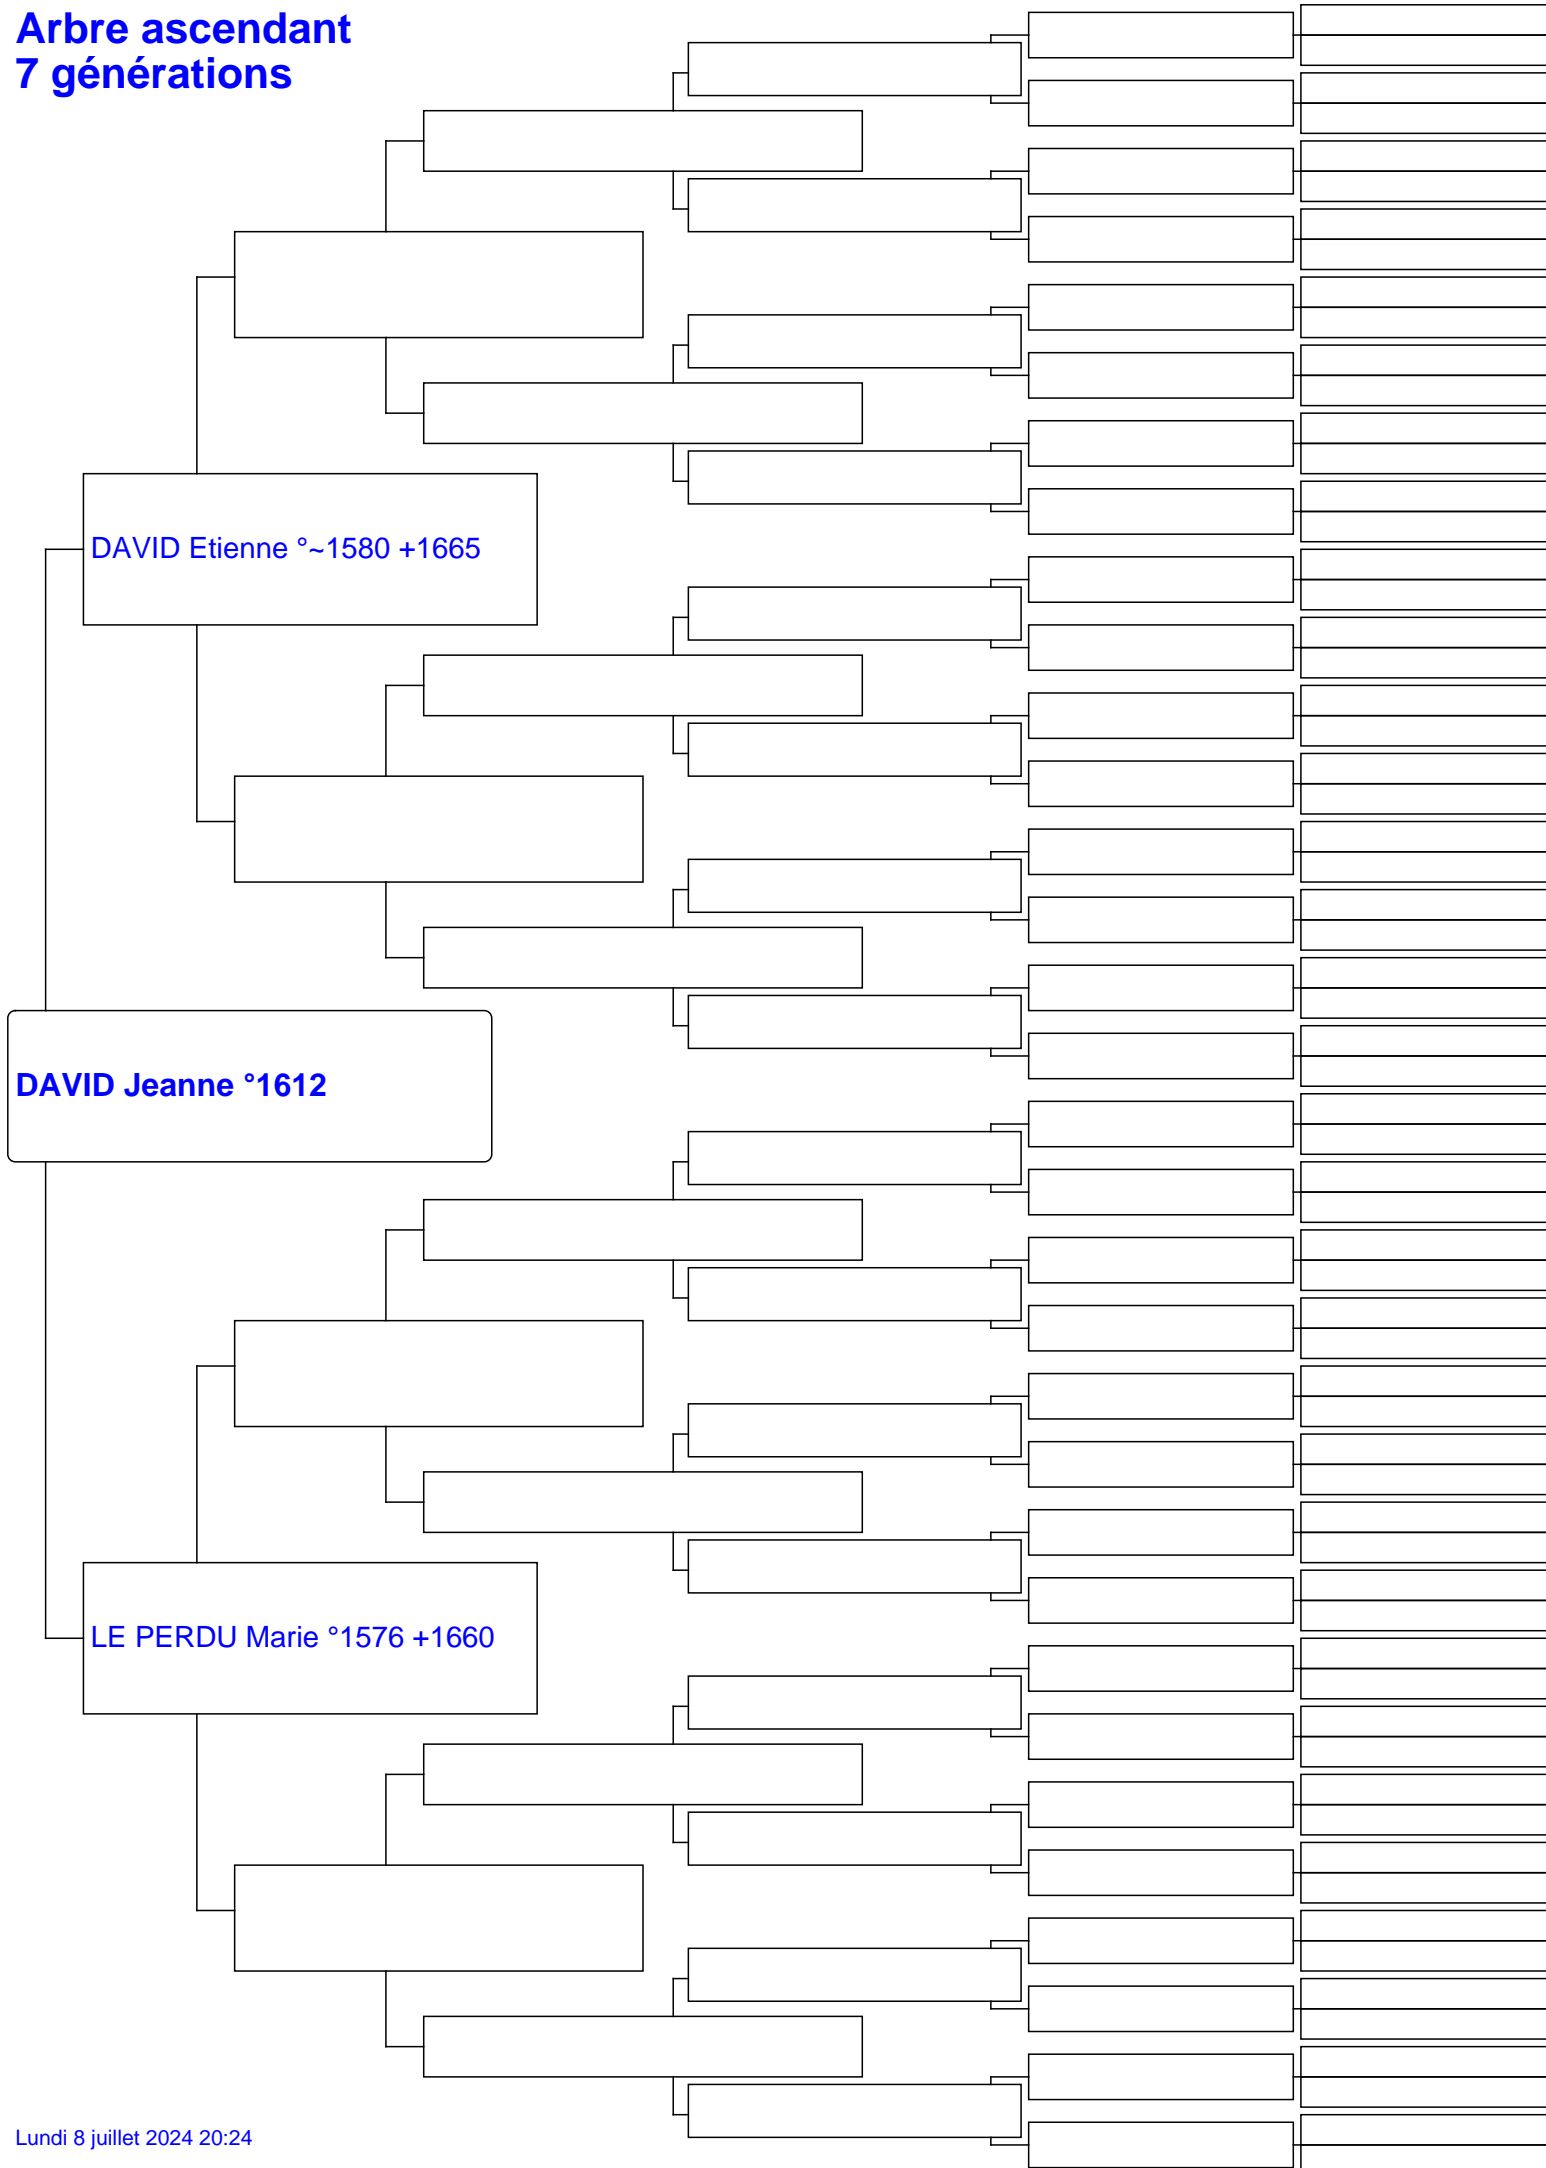 Arbre ascendant
7 générations
DAVID Etienne °~1580 +1665
DAVID Jeanne °1612
LE PERDU Marie °1576 +1660
Lundi 8 juillet 2024 20:24